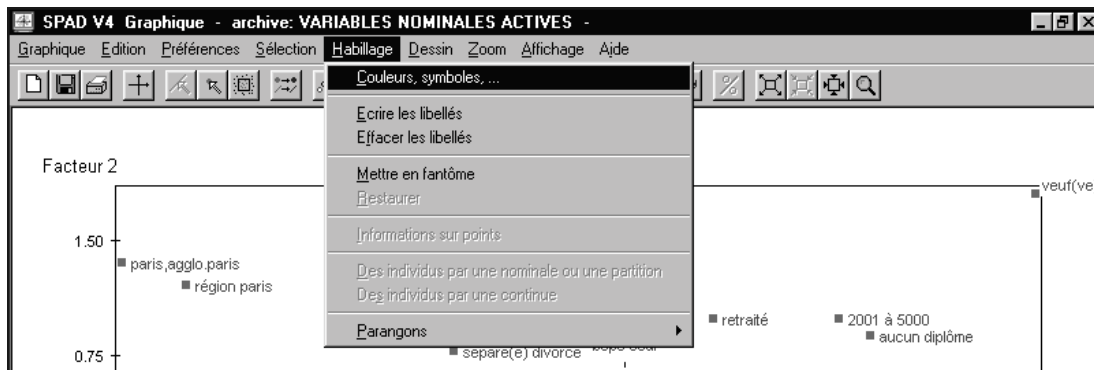 SPAD V4 Graphique - archive: VARIABLES NOMINALES ACTIVES -
Graphique Edition Préférences Sélection Habillage Dessin Zoom Affichage Ajde
Couleurs, symboles, ...
Ecrire les libellés
Effacer les libellés
Mettre en fantôme
Restaurer
Informations sur points
Des individus par une nominale ou une partition
Des individus par une continue
Parangons
Facteur 2
veuf(ve
1.50
paris,agglo.paris
région paris
retraité
2001 à 5000
aucun diplôme
separe(e) divorce
0.75